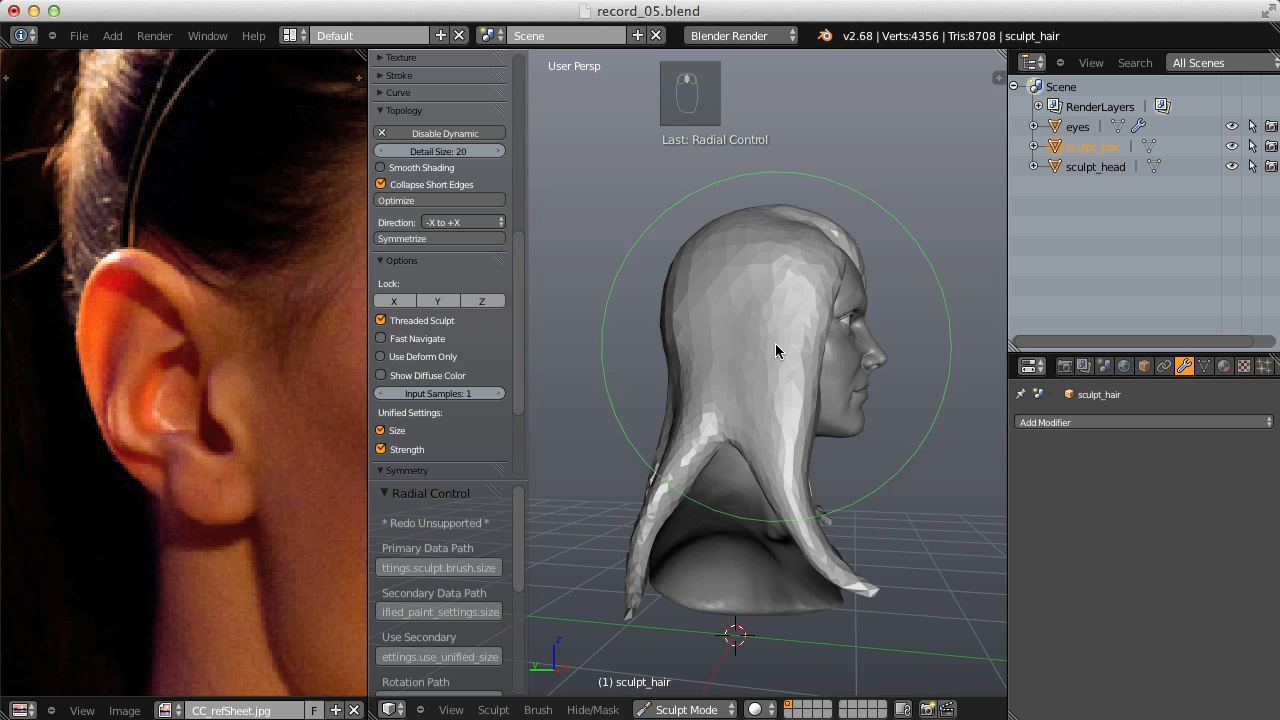 record_05.blend
File Add Render Window Help Default Scene Blender Render v2.68 | Verts:4356 | Tris:8708 | sculpt_hair
Texture
Stroke
Curve
Topology
Disable Dynamic
Detail Size: 20
Smooth Shading
Collapse Short Edges
Optimize
Direction: -X to +X
Symmetrize
Options
Lock:
X Y Z
Threaded Sculpt
Fast Navigate
Use Deform Only
Show Diffuse Color
Input Samples: 1
Unified Settings:
Size
Strength
Symmetry
Radial Control
* Redo Unsupported *
Primary Data Path
ttings.sculpt.brush.size
Secondary Data Path
ified_paint_settings.size
Use Secondary
ettings.use_unified_size
Rotation Path
User Persp
Last: Radial Control
z
y
(1) sculpt_hair
View Search All Scenes
Scene
RenderLayers
eyes
sculpt_hair
sculpt_head
sculpt_hair
Add Modifier
View Image CC_refSheet.jpg F
View Sculpt Brush Hide/Mask Sculpt Mode